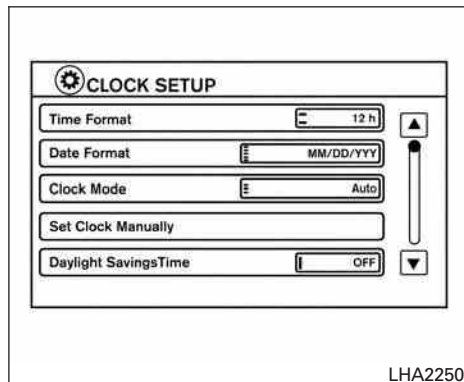 CLOCK SETUP
Time Format 12 h
Date Format MM/DD/YYY
Clock Mode Auto
Set Clock Manually
Daylight SavingsTime OFF
LHA2250